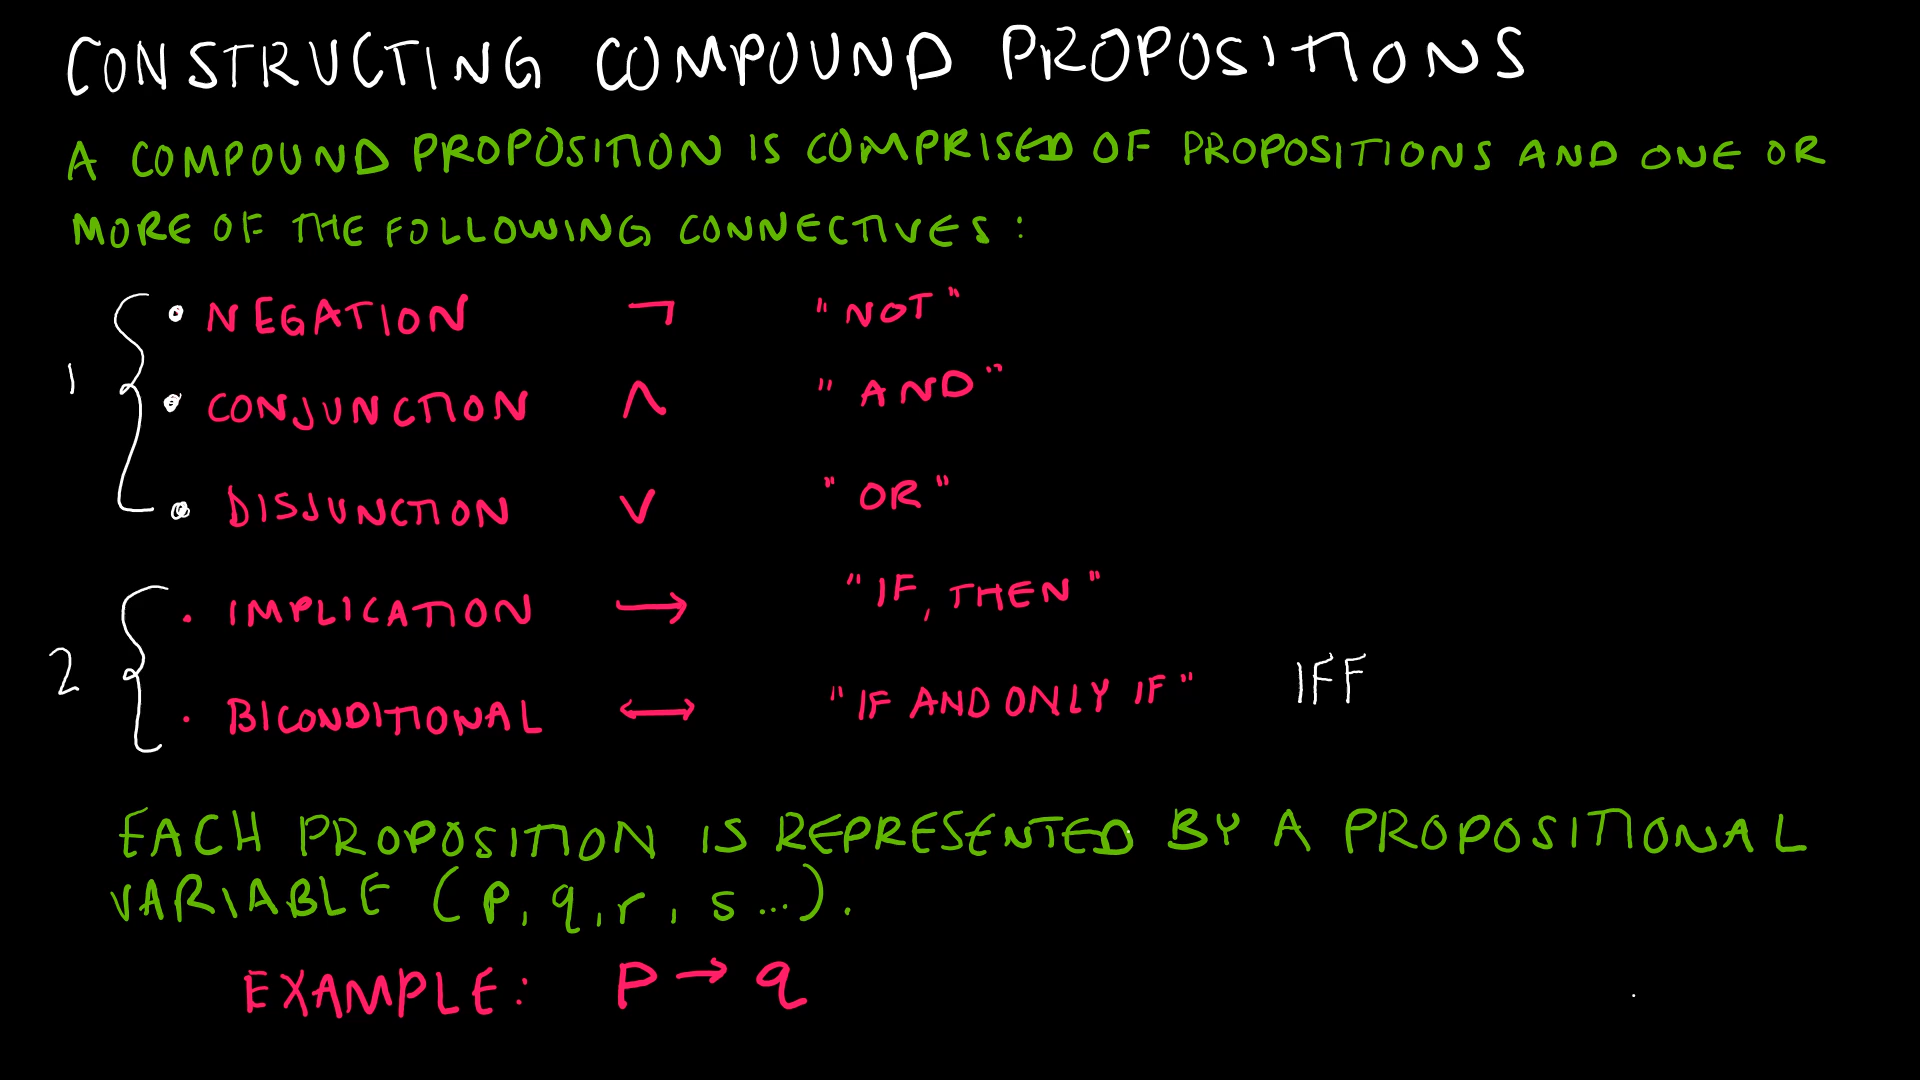 CONSTRUCTING COMPOUND PROPOSITIONS
A COMPOUND PROPOSITION IS COMPRISED OF PROPOSITIONS AND ONE OR
MORE OF THE FOLLOWING CONNECTIVES:
1
• NEGATION ¬ "NOT"
• CONJUNCTION ∧ "AND"
• DISJUNCTION ∨ "OR"
2
• IMPLICATION → "IF, THEN"
• BICONDITIONAL ↔ "IF AND ONLY IF" IFF
EACH PROPOSITION IS REPRESENTED BY A PROPOSITIONAL
VARIABLE (p, q, r, s ...).
EXAMPLE: p → q